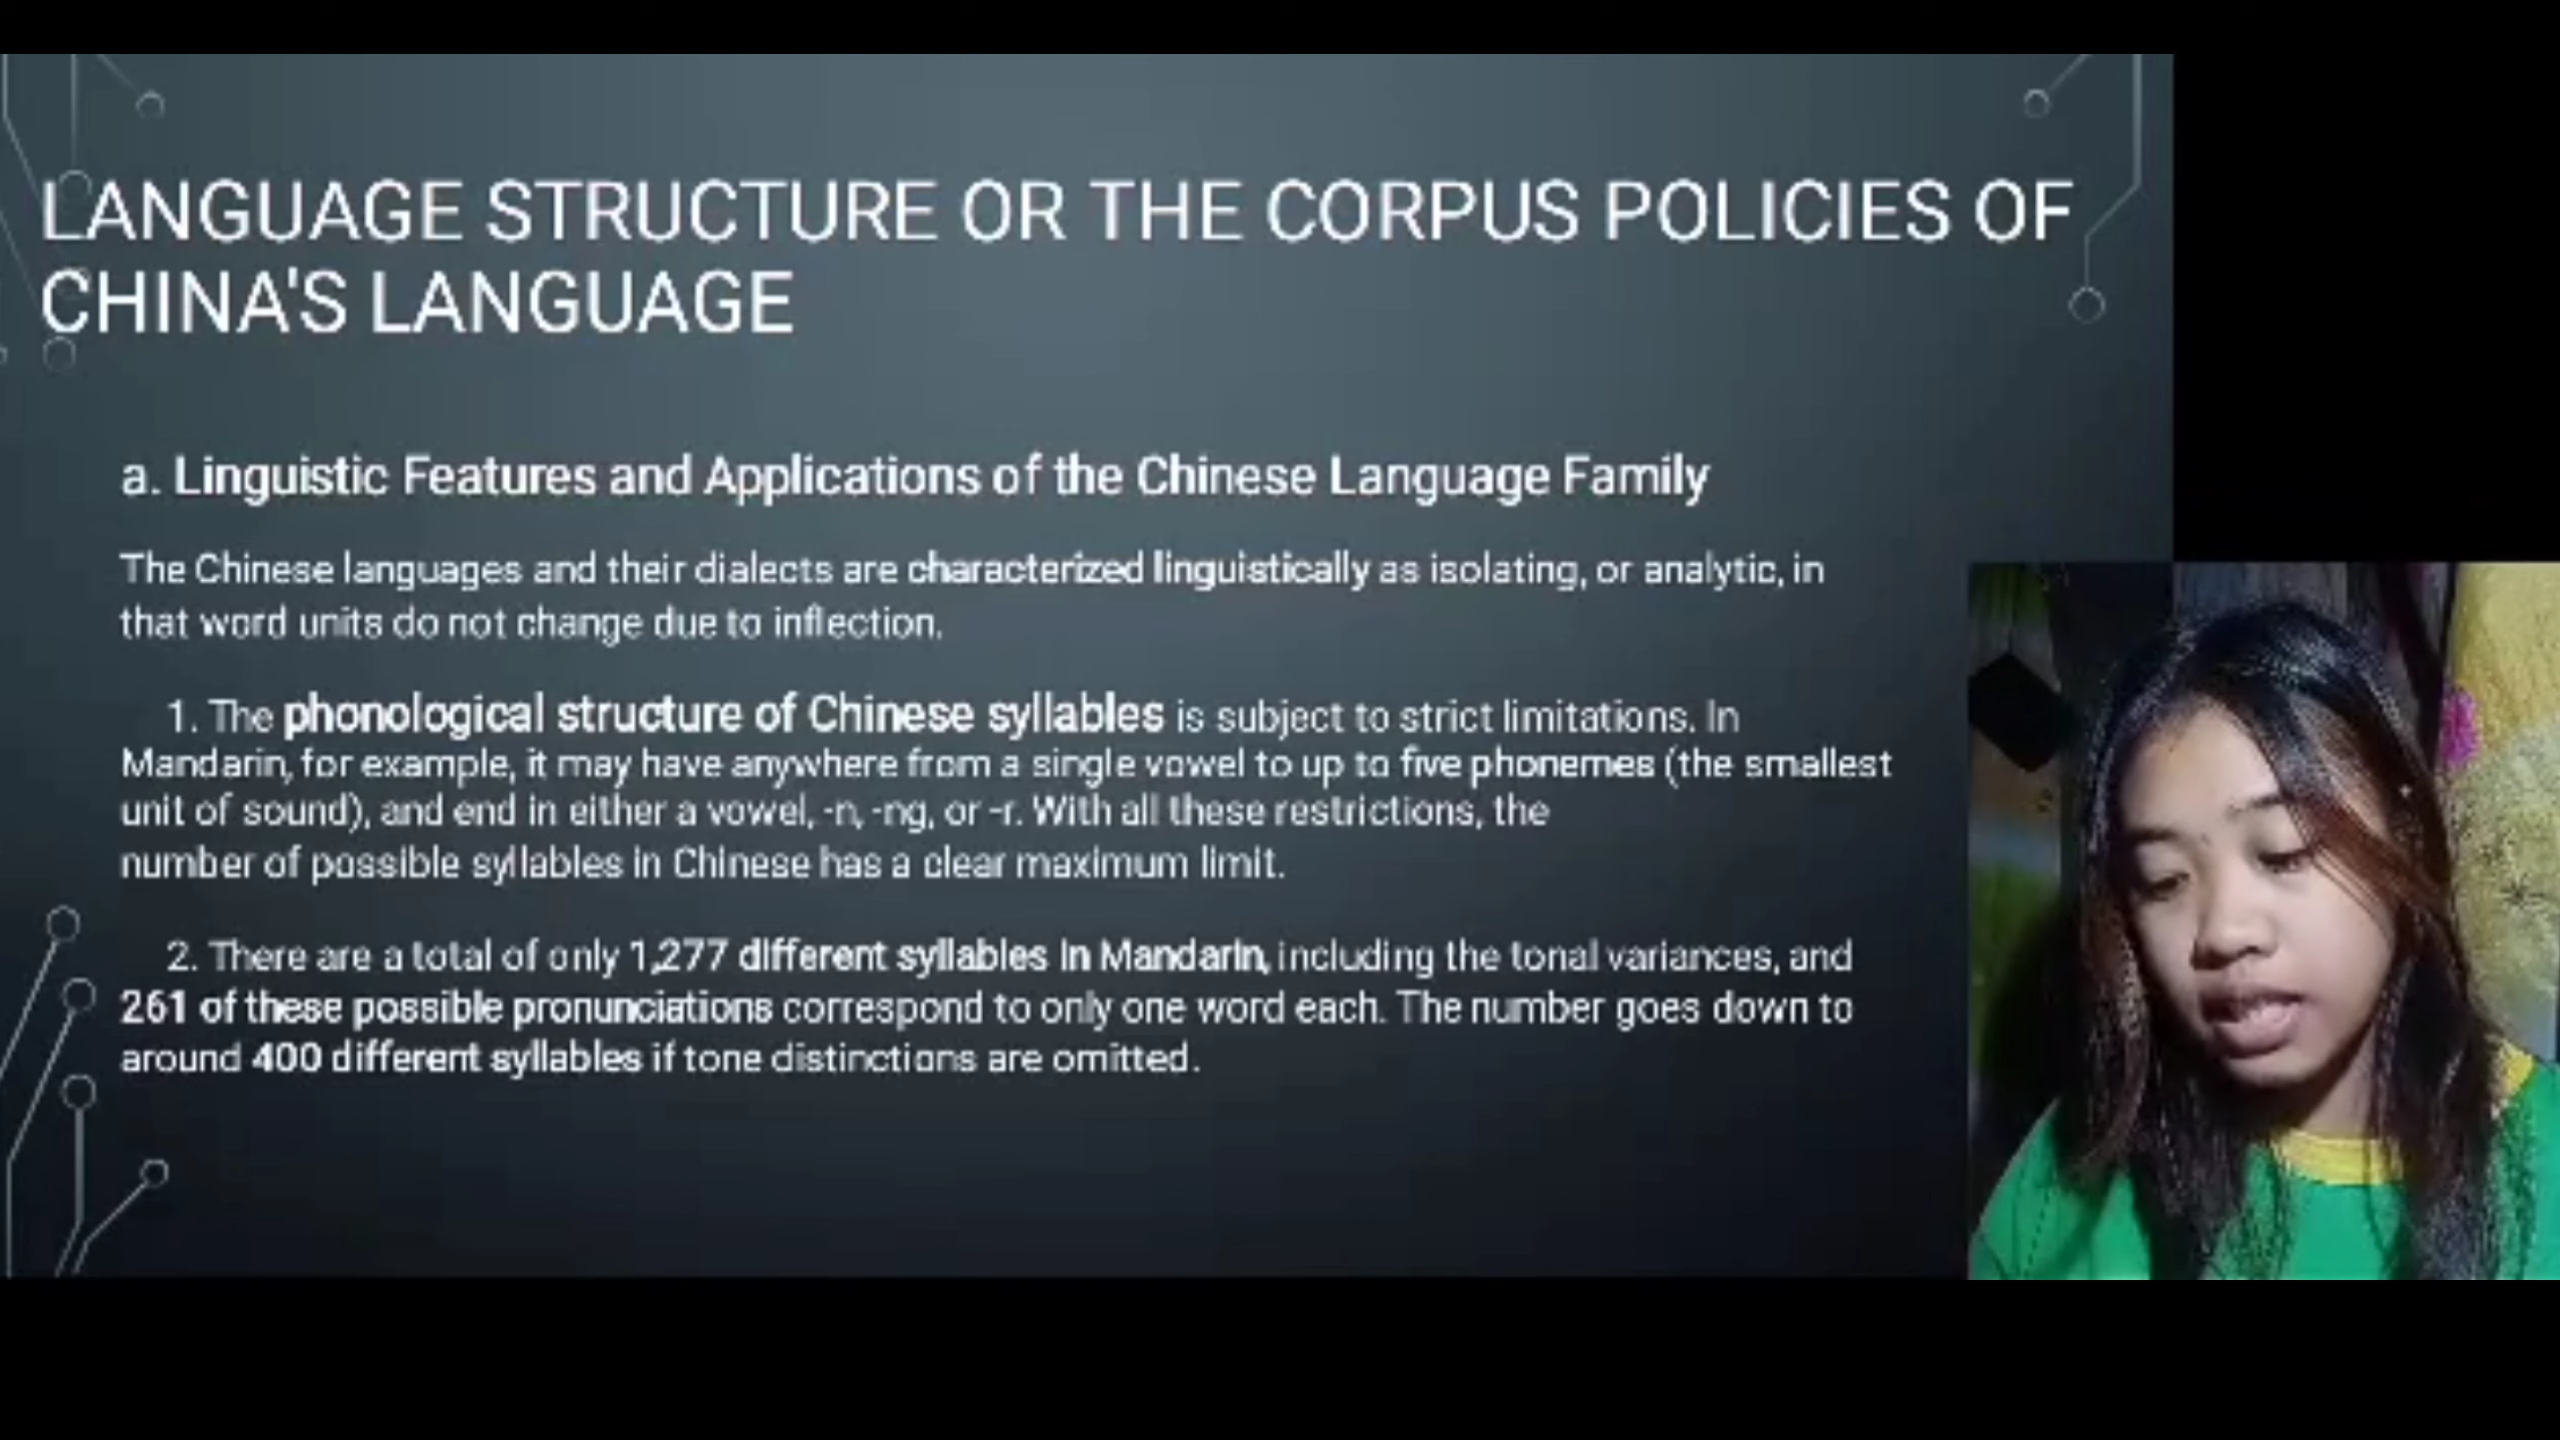 LANGUAGE STRUCTURE OR THE CORPUS POLICIES OF
CHINA'S LANGUAGE
a. Linguistic Features and Applications of the Chinese Language Family
The Chinese languages and their dialects are characterized linguistically as isolating, or analytic, in
that word units do not change due to inflection.
1. The phonological structure of Chinese syllables is subject to strict limitations. In
Mandarin, for example, it may have anywhere from a single vowel to up to five phonemes (the smallest
unit of sound), and end in either a vowel, -n, -ng, or -r. With all these restrictions, the
number of possible syllables in Chinese has a clear maximum limit.
2. There are a total of only 1,277 different syllables in Mandarin, including the tonal variances, and
261 of these possible pronunciations correspond to only one word each. The number goes down to
around 400 different syllables if tone distinctions are omitted.